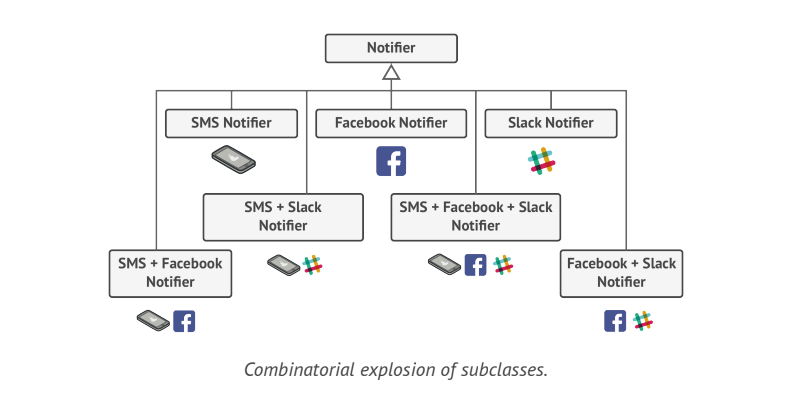 Notifier
SMS Notifier
Facebook Notifier
Slack Notifier
SMS + Slack
Notifier
SMS + Facebook + Slack
Notifier
SMS + Facebook
Notifier
Facebook + Slack
Notifier
Combinatorial explosion of subclasses.